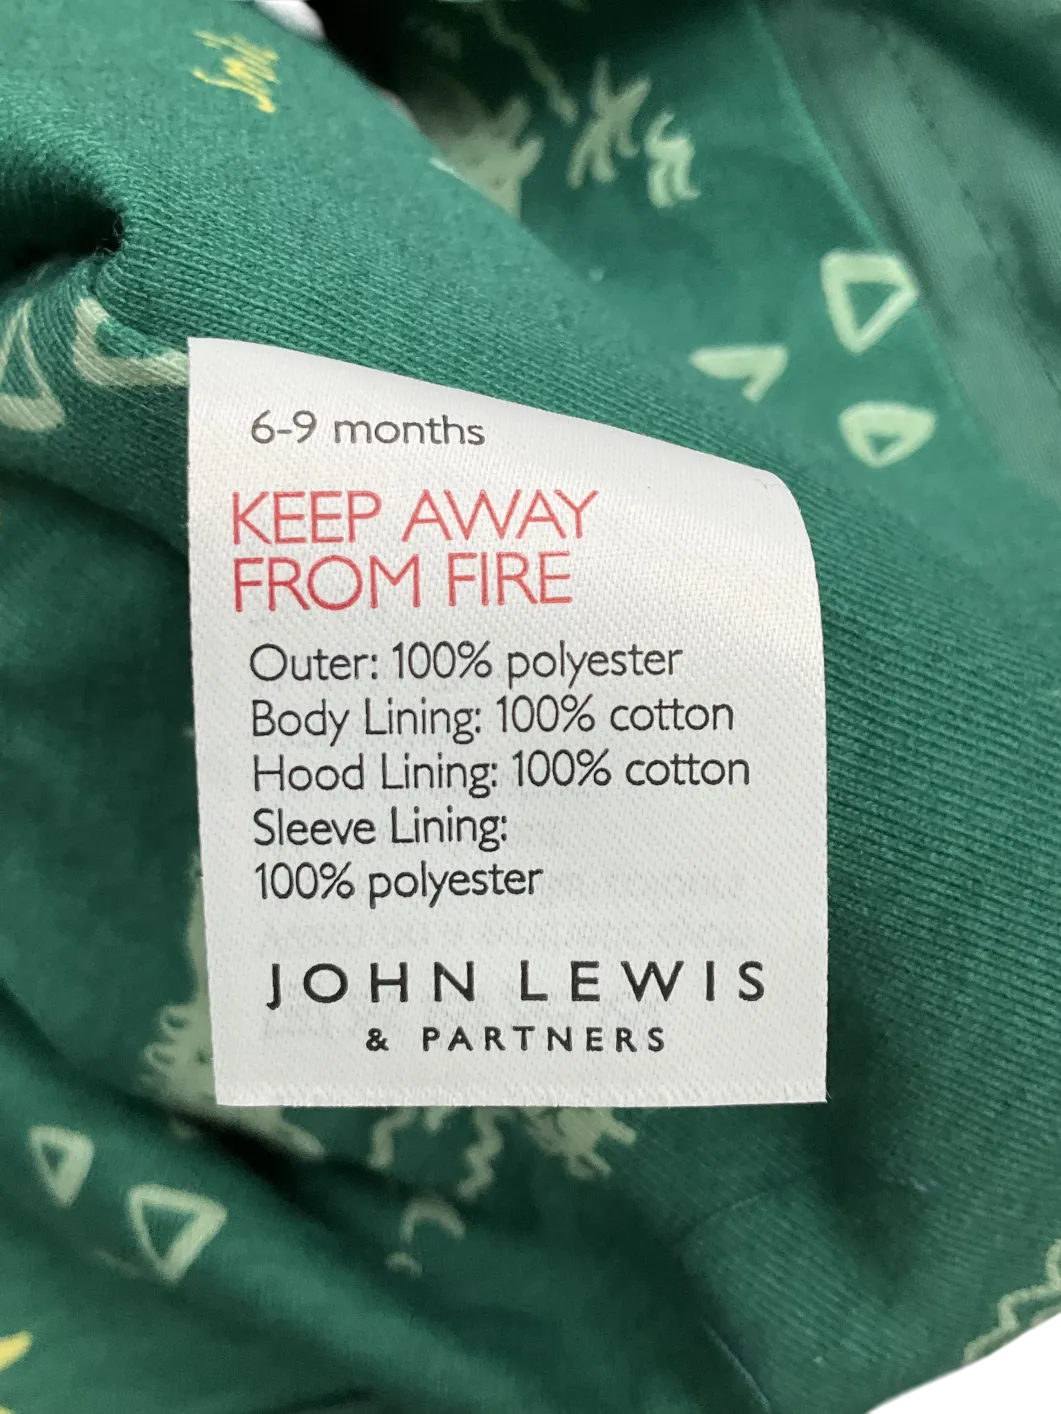 6-9 months
KEEP AWAY
FROM FIRE
Outer: 100% polyester
Body Lining: 100% cotton
Hood Lining: 100% cotton
Sleeve Lining:
100% polyester
JOHN LEWIS
& PARTNERS